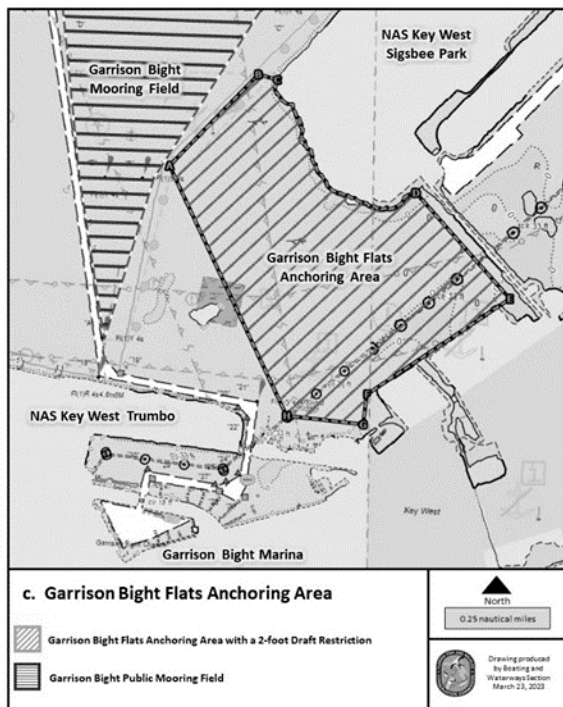 NAS Key West
Sigsbee Park
Garrison Bight
Mooring Field
B
C
A
D
Garrison Bight Flats
Anchoring Area
E
F
G
H
NAS Key West Trumbo
Key West
Garrison Bight Marina
c. Garrison Bight Flats Anchoring Area
Garrison Bight Flats Anchoring Area with a 2-foot Draft Restriction
Garrison Bight Public Mooring Field
North
0.25 nautical miles
Drawing produced
by Boating and
Waterways Section
March 23, 2023